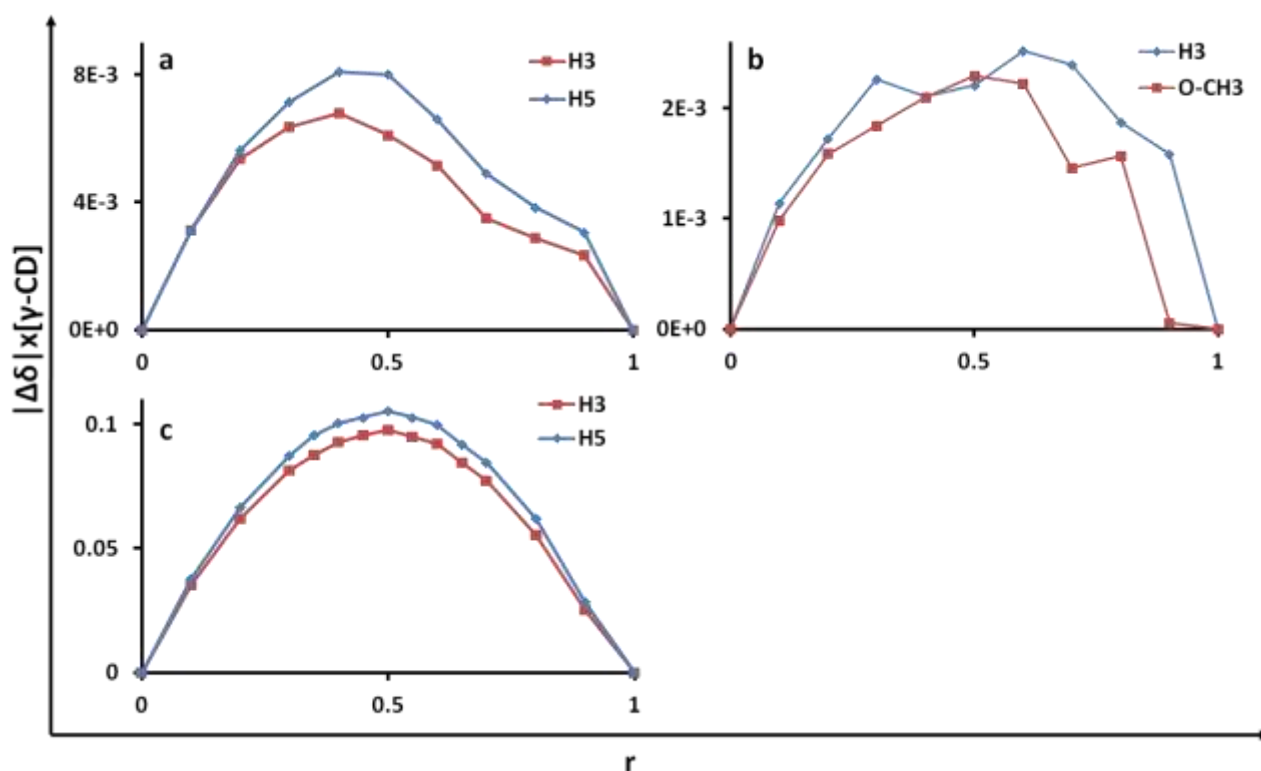 |Δδ|x[γ-CD]
a
H3
H5
8E-3
4E-3
0E+0
0 0.5 1
b
H3
O-CH3
2E-3
1E-3
0E+0
0 0.5 1
c
H3
H5
0.1
0.05
0
0 0.5 1
r